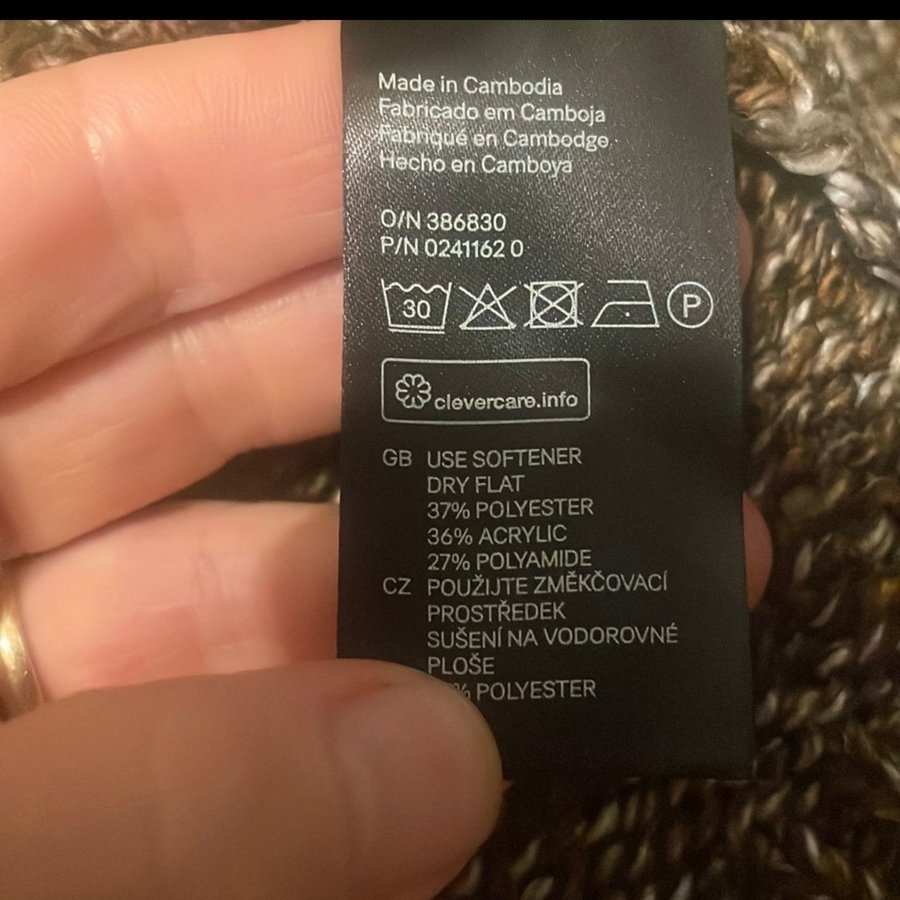 Made in Cambodia
Fabricado em Camboja
Fabriqué en Cambodge
Hecho en Camboya
O/N 386830
P/N 0241162 0
30 P
clevercare.info
GB USE SOFTENER
DRY FLAT
37% POLYESTER
36% ACRYLIC
27% POLYAMIDE
CZ POUŽIJTE ZMĚKČOVACÍ
PROSTŘEDEK
SUŠENÍ NA VODOROVNÉ
PLOŠE
% POLYESTER